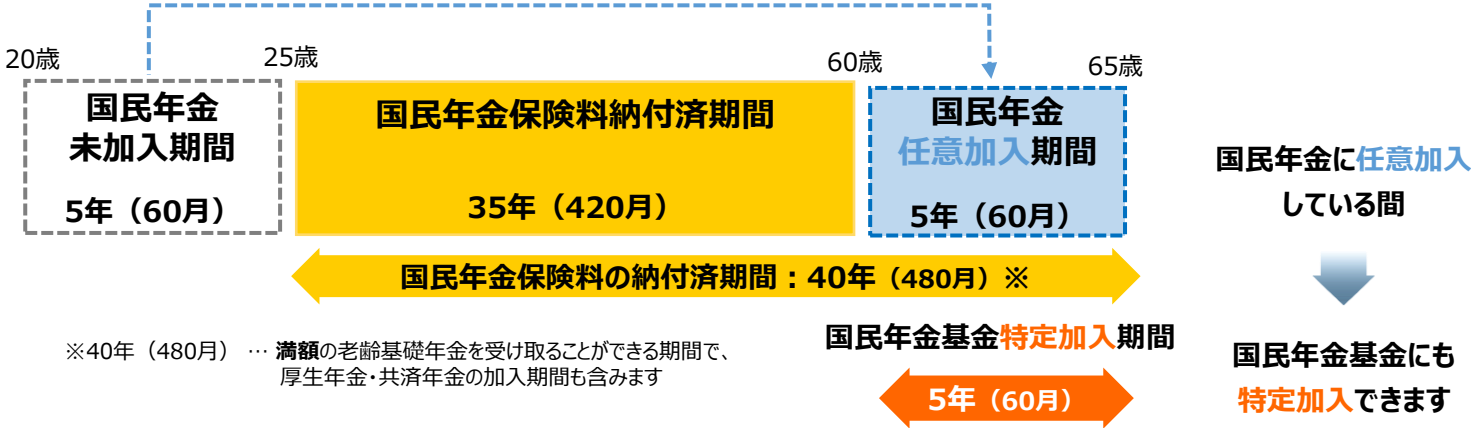 20歳
25歳
60歳
65歳
国民年金
未加入期間
5年（60月）
国民年金保険料納付済期間
35年（420月）
国民年金
任意加入期間
5年（60月）
国民年金保険料の納付済期間：40年（480月）※
※40年（480月） … 満額の老齢基礎年金を受け取ることができる期間で、
厚生年金・共済年金の加入期間も含みます
国民年金基金特定加入期間
5年（60月）
国民年金に任意加入
している間
国民年金基金にも
特定加入できます